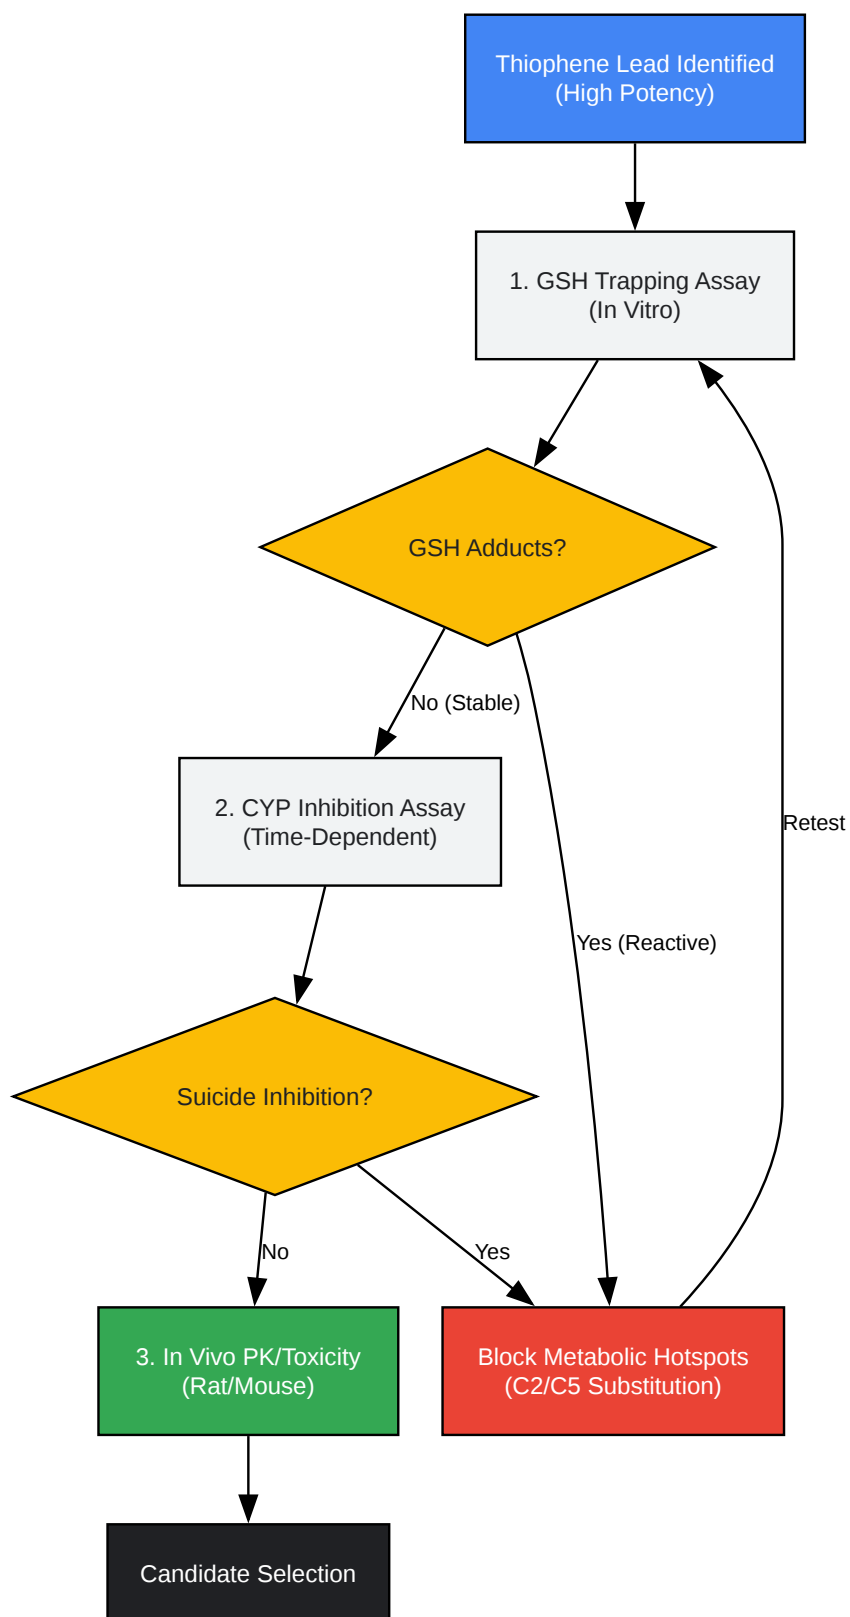 Thiophene Lead Identified
(High Potency)
1. GSH Trapping Assay
(In Vitro)
GSH Adducts?
No (Stable)
2. CYP Inhibition Assay
(Time-Dependent)
Retest
Yes (Reactive)
Suicide Inhibition?
No
Yes
3. In Vivo PK/Toxicity
(Rat/Mouse)
Block Metabolic Hotspots
(C2/C5 Substitution)
Candidate Selection